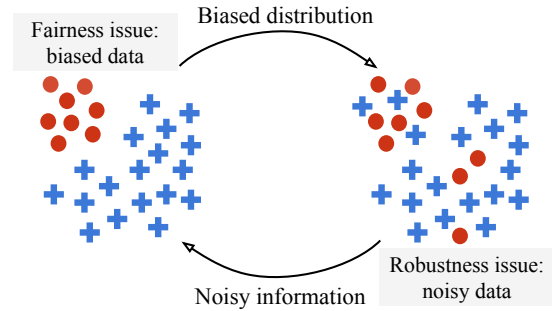 Biased distribution
Fairness issue:
biased data
Robustness issue:
noisy data
Noisy information